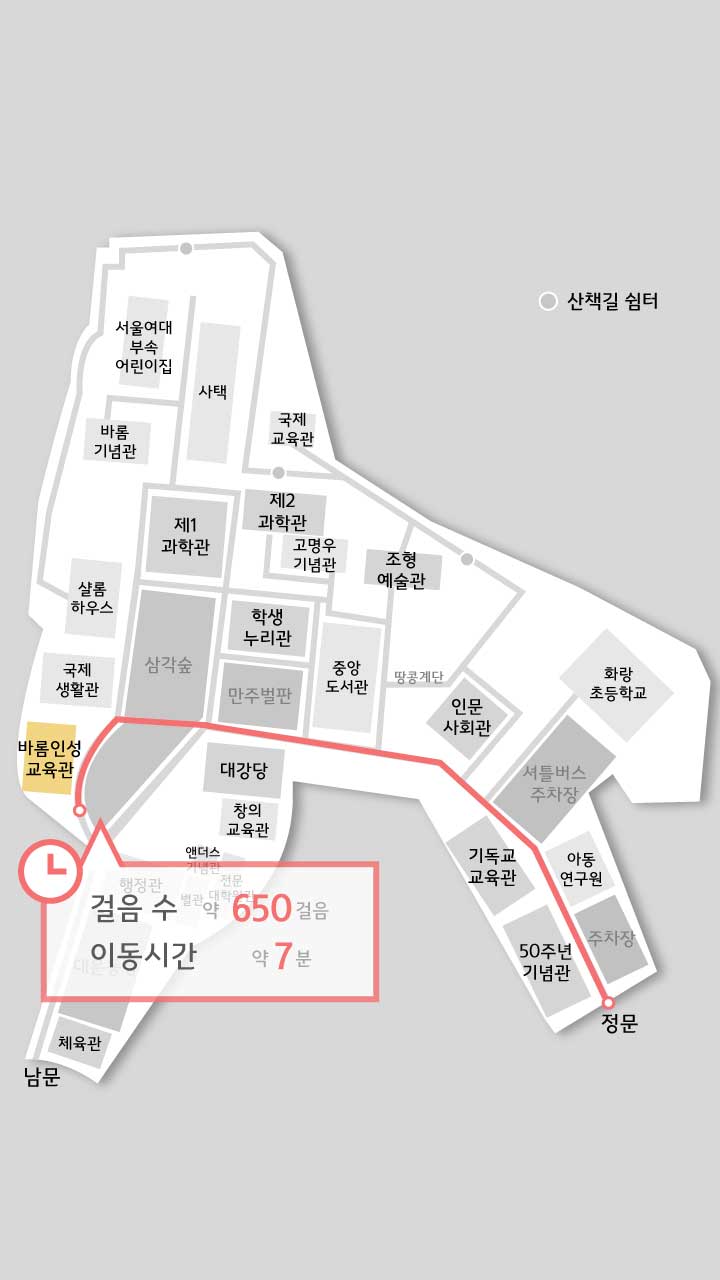 산책길 쉼터
서울여대
부속
어린이집
사택
바롬
기념관
국제
교육관
제1
과학관
제2
과학관
고명우
기념관
조형
예술관
샬롬
하우스
학생
누리관
삼각숲
중앙
도서관
국제
생활관
만주벌판
땅콩계단
화랑
초등학교
인문
사회관
바롬인성
교육관
대강당
셔틀버스
주차장
창의
교육관
앤더스
기념관
기독교
교육관
아동
연구원
행정관
별관
전문
대학원관
걸음 수 약 650걸음
이동시간 약 7분
50주년
기념관
주차장
정문
체육관
남문